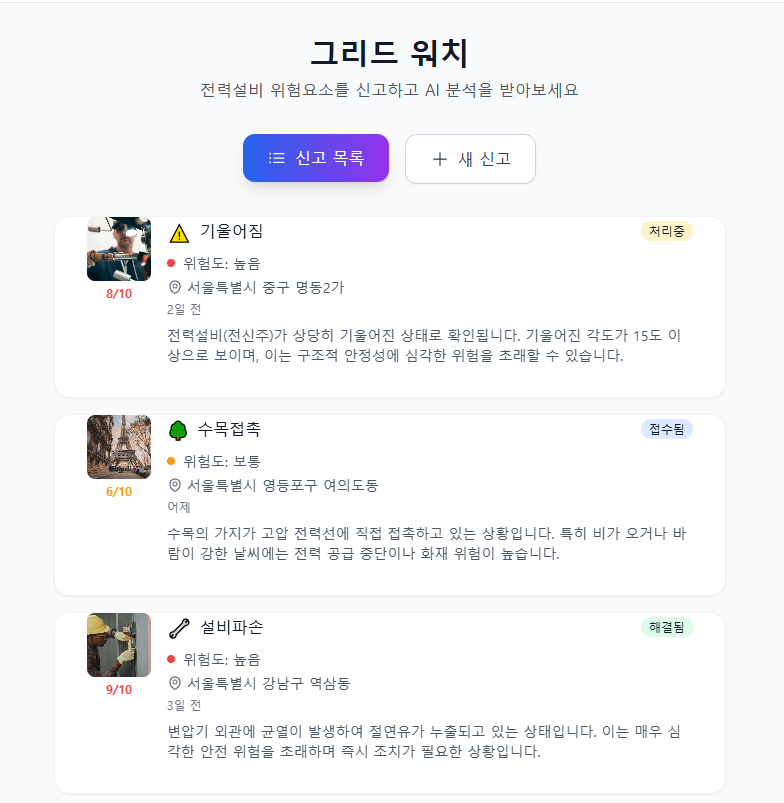 그리드 워치
전력설비 위험요소를 신고하고 AI 분석을 받아보세요
신고 목록
새 신고
기울어짐
처리중
위험도: 높음
8/10
서울특별시 중구 명동2가
2일 전
전력설비(전신주)가 상당히 기울어진 상태로 확인됩니다. 기울어진 각도가 15도 이
상으로 보이며, 이는 구조적 안정성에 심각한 위험을 초래할 수 있습니다.
수목접촉
접수됨
위험도: 보통
6/10
서울특별시 영등포구 여의도동
어제
수목의 가지가 고압 전력선에 직접 접촉하고 있는 상황입니다. 특히 비가 오거나 바
람이 강한 날씨에는 전력 공급 중단이나 화재 위험이 높습니다.
설비파손
해결됨
위험도: 높음
9/10
서울특별시 강남구 역삼동
3일 전
변압기 외관에 균열이 발생하여 절연유가 누출되고 있는 상태입니다. 이는 매우 심
각한 안전 위험을 초래하며 즉시 조치가 필요한 상황입니다.